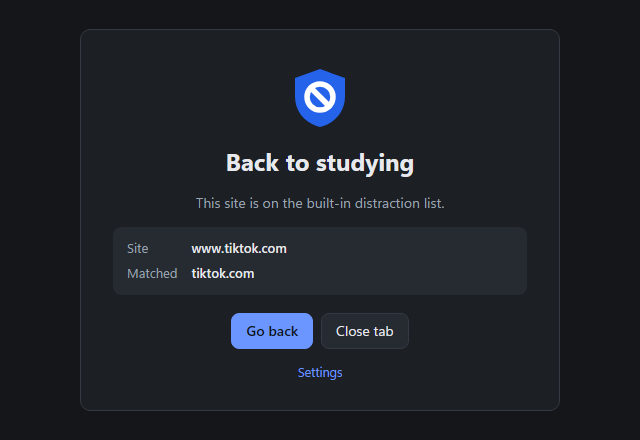 Back to studying
This site is on the built-in distraction list.
Site www.tiktok.com
Matched tiktok.com
Go back Close tab
Settings